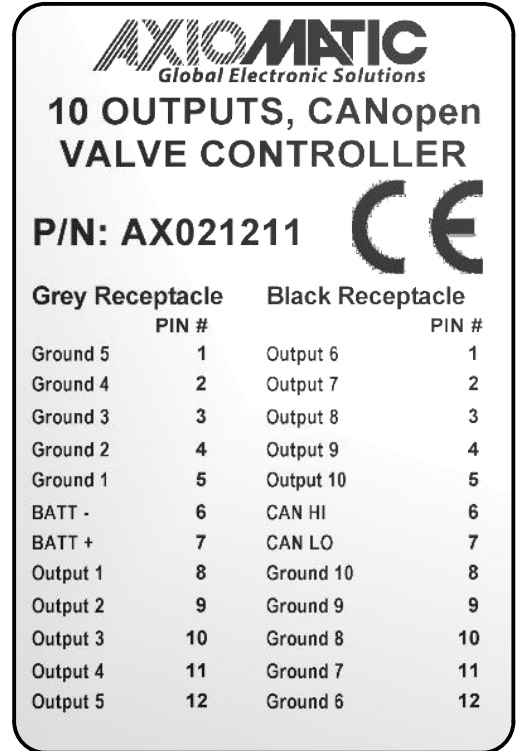 AXIOMATIC
Global Electronic Solutions
10 OUTPUTS, CANopen
VALVE CONTROLLER
P/N: AX021211 CE
Grey Receptacle Black Receptacle
PIN # PIN #
Ground 5 1 Output 6 1
Ground 4 2 Output 7 2
Ground 3 3 Output 8 3
Ground 2 4 Output 9 4
Ground 1 5 Output 10 5
BATT - 6 CAN HI 6
BATT + 7 CAN LO 7
Output 1 8 Ground 10 8
Output 2 9 Ground 9 9
Output 3 10 Ground 8 10
Output 4 11 Ground 7 11
Output 5 12 Ground 6 12